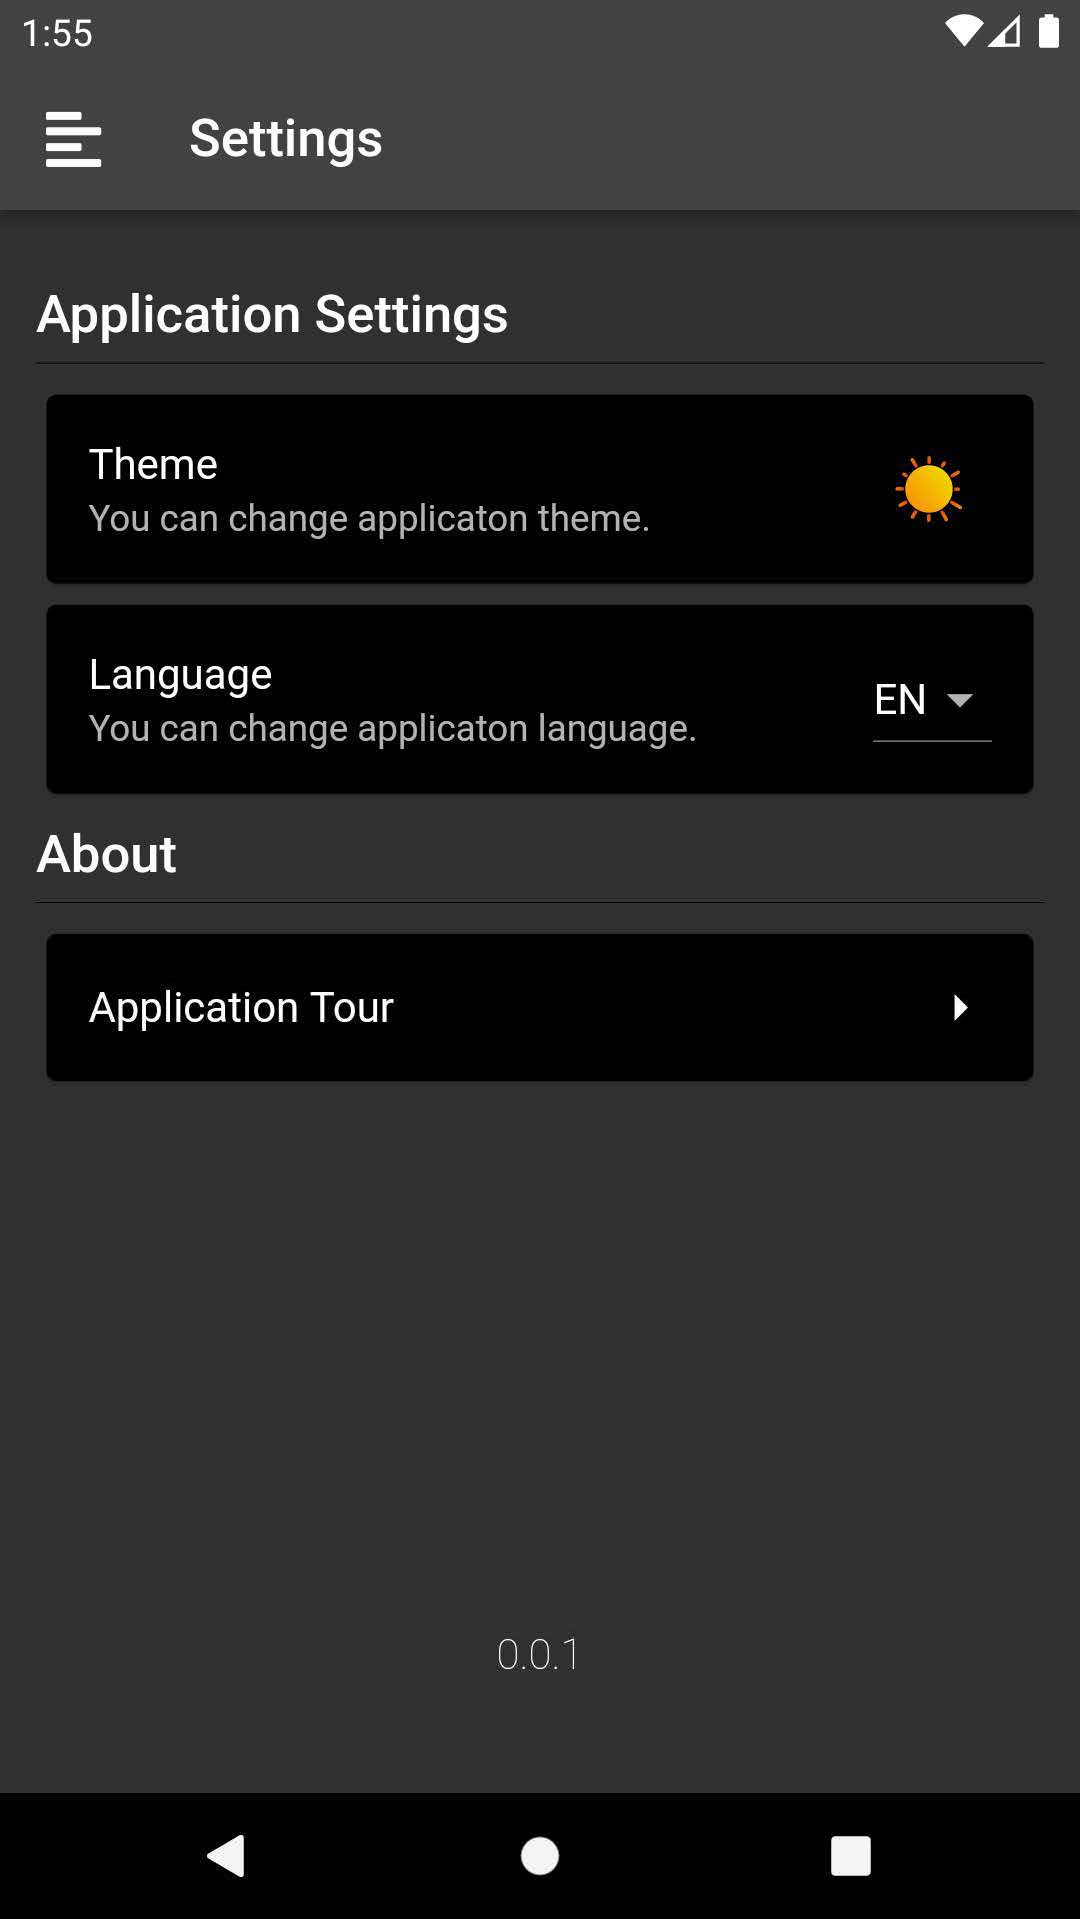 1:55
Settings
Application Settings
Theme
You can change applicaton theme.
Language
You can change applicaton language.
EN
About
Application Tour
0.0.1